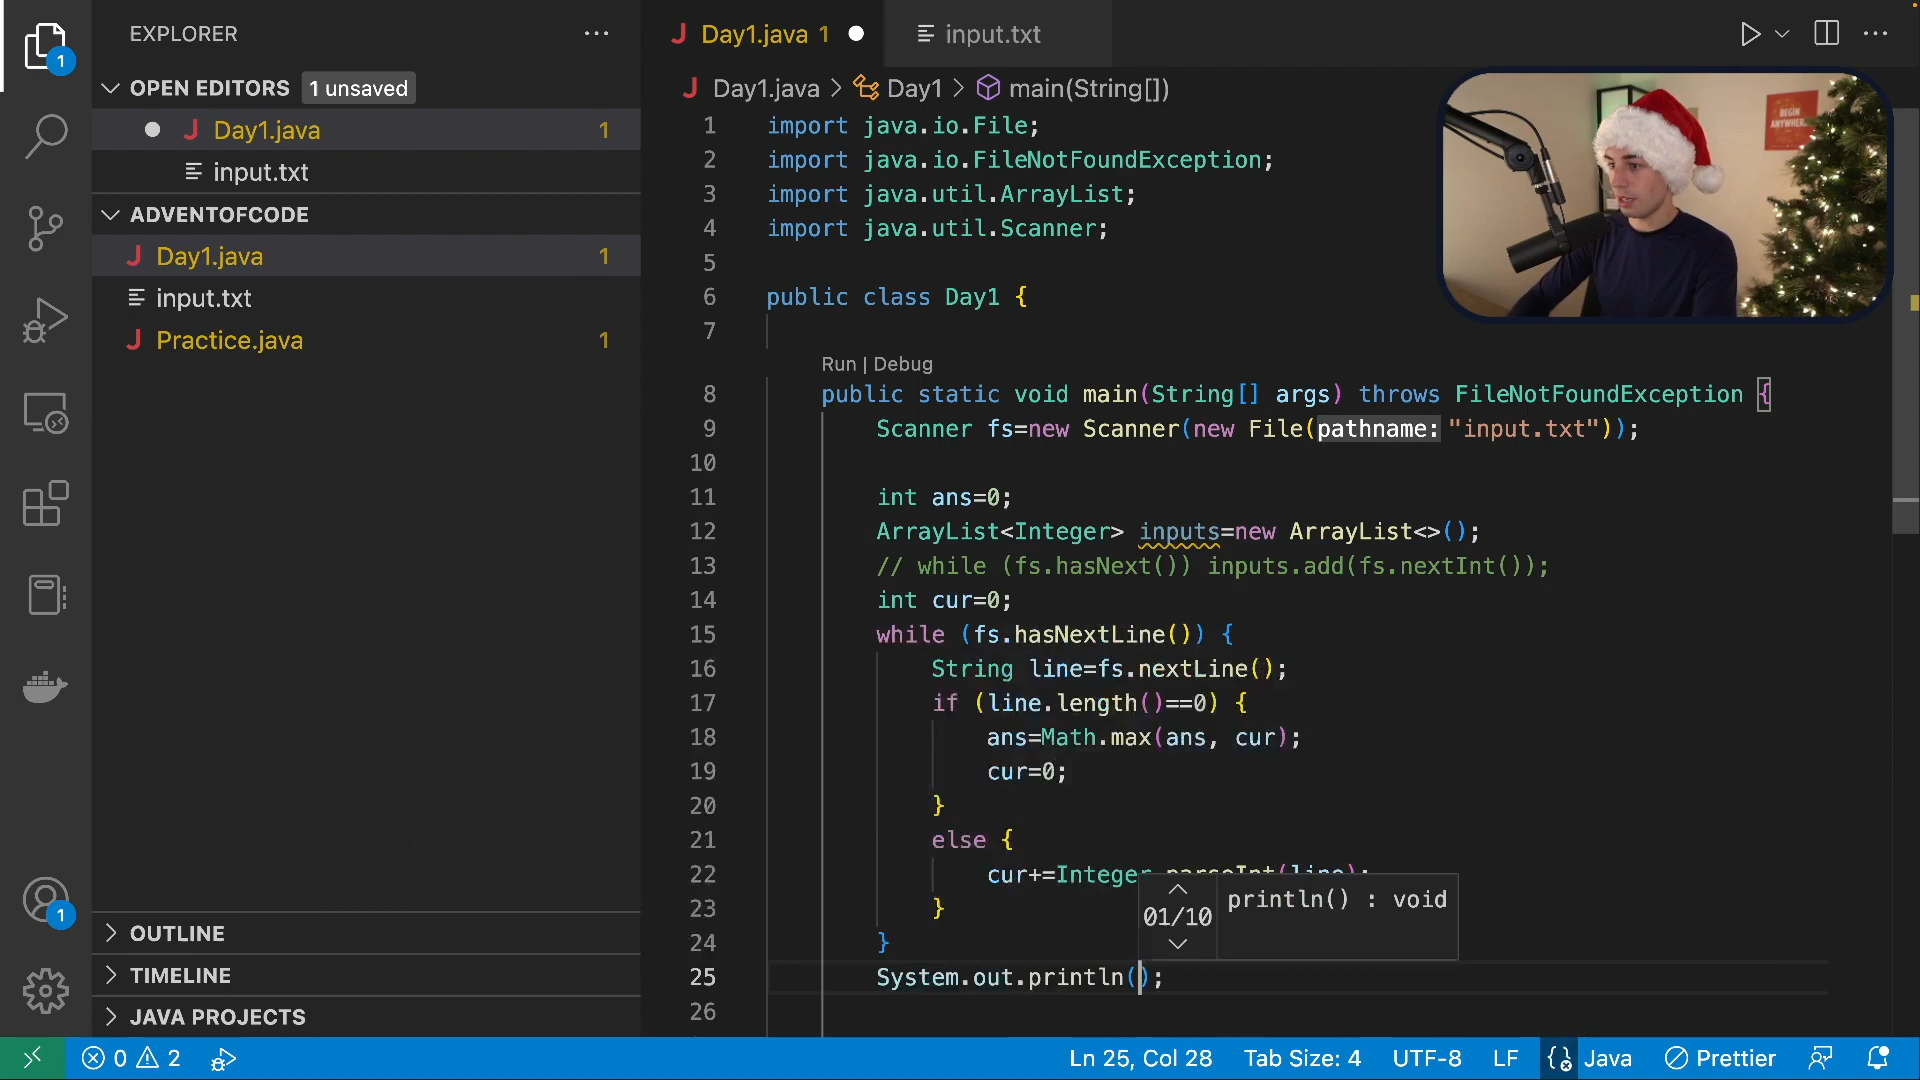 EXPLORER
1
OPEN EDITORS 1 unsaved
J Day1.java 1
input.txt
ADVENTOFCODE
J Day1.java 1
input.txt
J Practice.java 1
OUTLINE
TIMELINE
JAVA PROJECTS
1
J Day1.java 1
input.txt
J Day1.java > Day1 > main(String[])
BEGIN
ANYWHERE.
1 import java.io.File;
2 import java.io.FileNotFoundException;
3 import java.util.ArrayList;
4 import java.util.Scanner;
5
6 public class Day1 {
7
Run | Debug
8 public static void main(String[] args) throws FileNotFoundException {
9 Scanner fs=new Scanner(new File(pathname: "input.txt"));
10
11 int ans=0;
12 ArrayList<Integer> inputs=new ArrayList<>();
13 // while (fs.hasNext()) inputs.add(fs.nextInt());
14 int cur=0;
15 while (fs.hasNextLine()) {
16 String line=fs.nextLine();
17 if (line.length()==0) {
18 ans=Math.max(ans, cur);
19 cur=0;
20 }
21 else {
22 cur+=Integer.parseInt(line);
23 }
01/10 println() : void
24 }
25 System.out.println();
26
0 2 Ln 25, Col 28 Tab Size: 4 UTF-8 LF Java Prettier